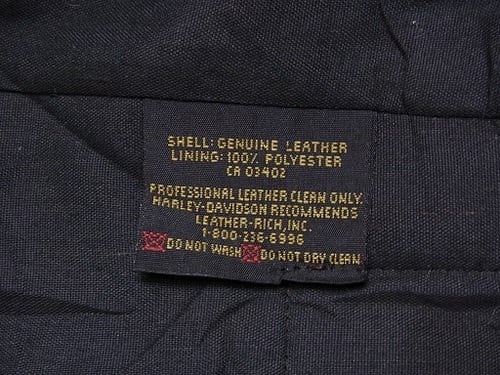 SHELL: GENUINE LEATHER
LINING: 100% POLYESTER
CA 03402
PROFESSIONAL LEATHER CLEAN ONLY.
HARLEY-DAVIDSON RECOMMENDS
LEATHER-RICH, INC.
1-800-236-6996
DO NOT WASH DO NOT DRY CLEAN